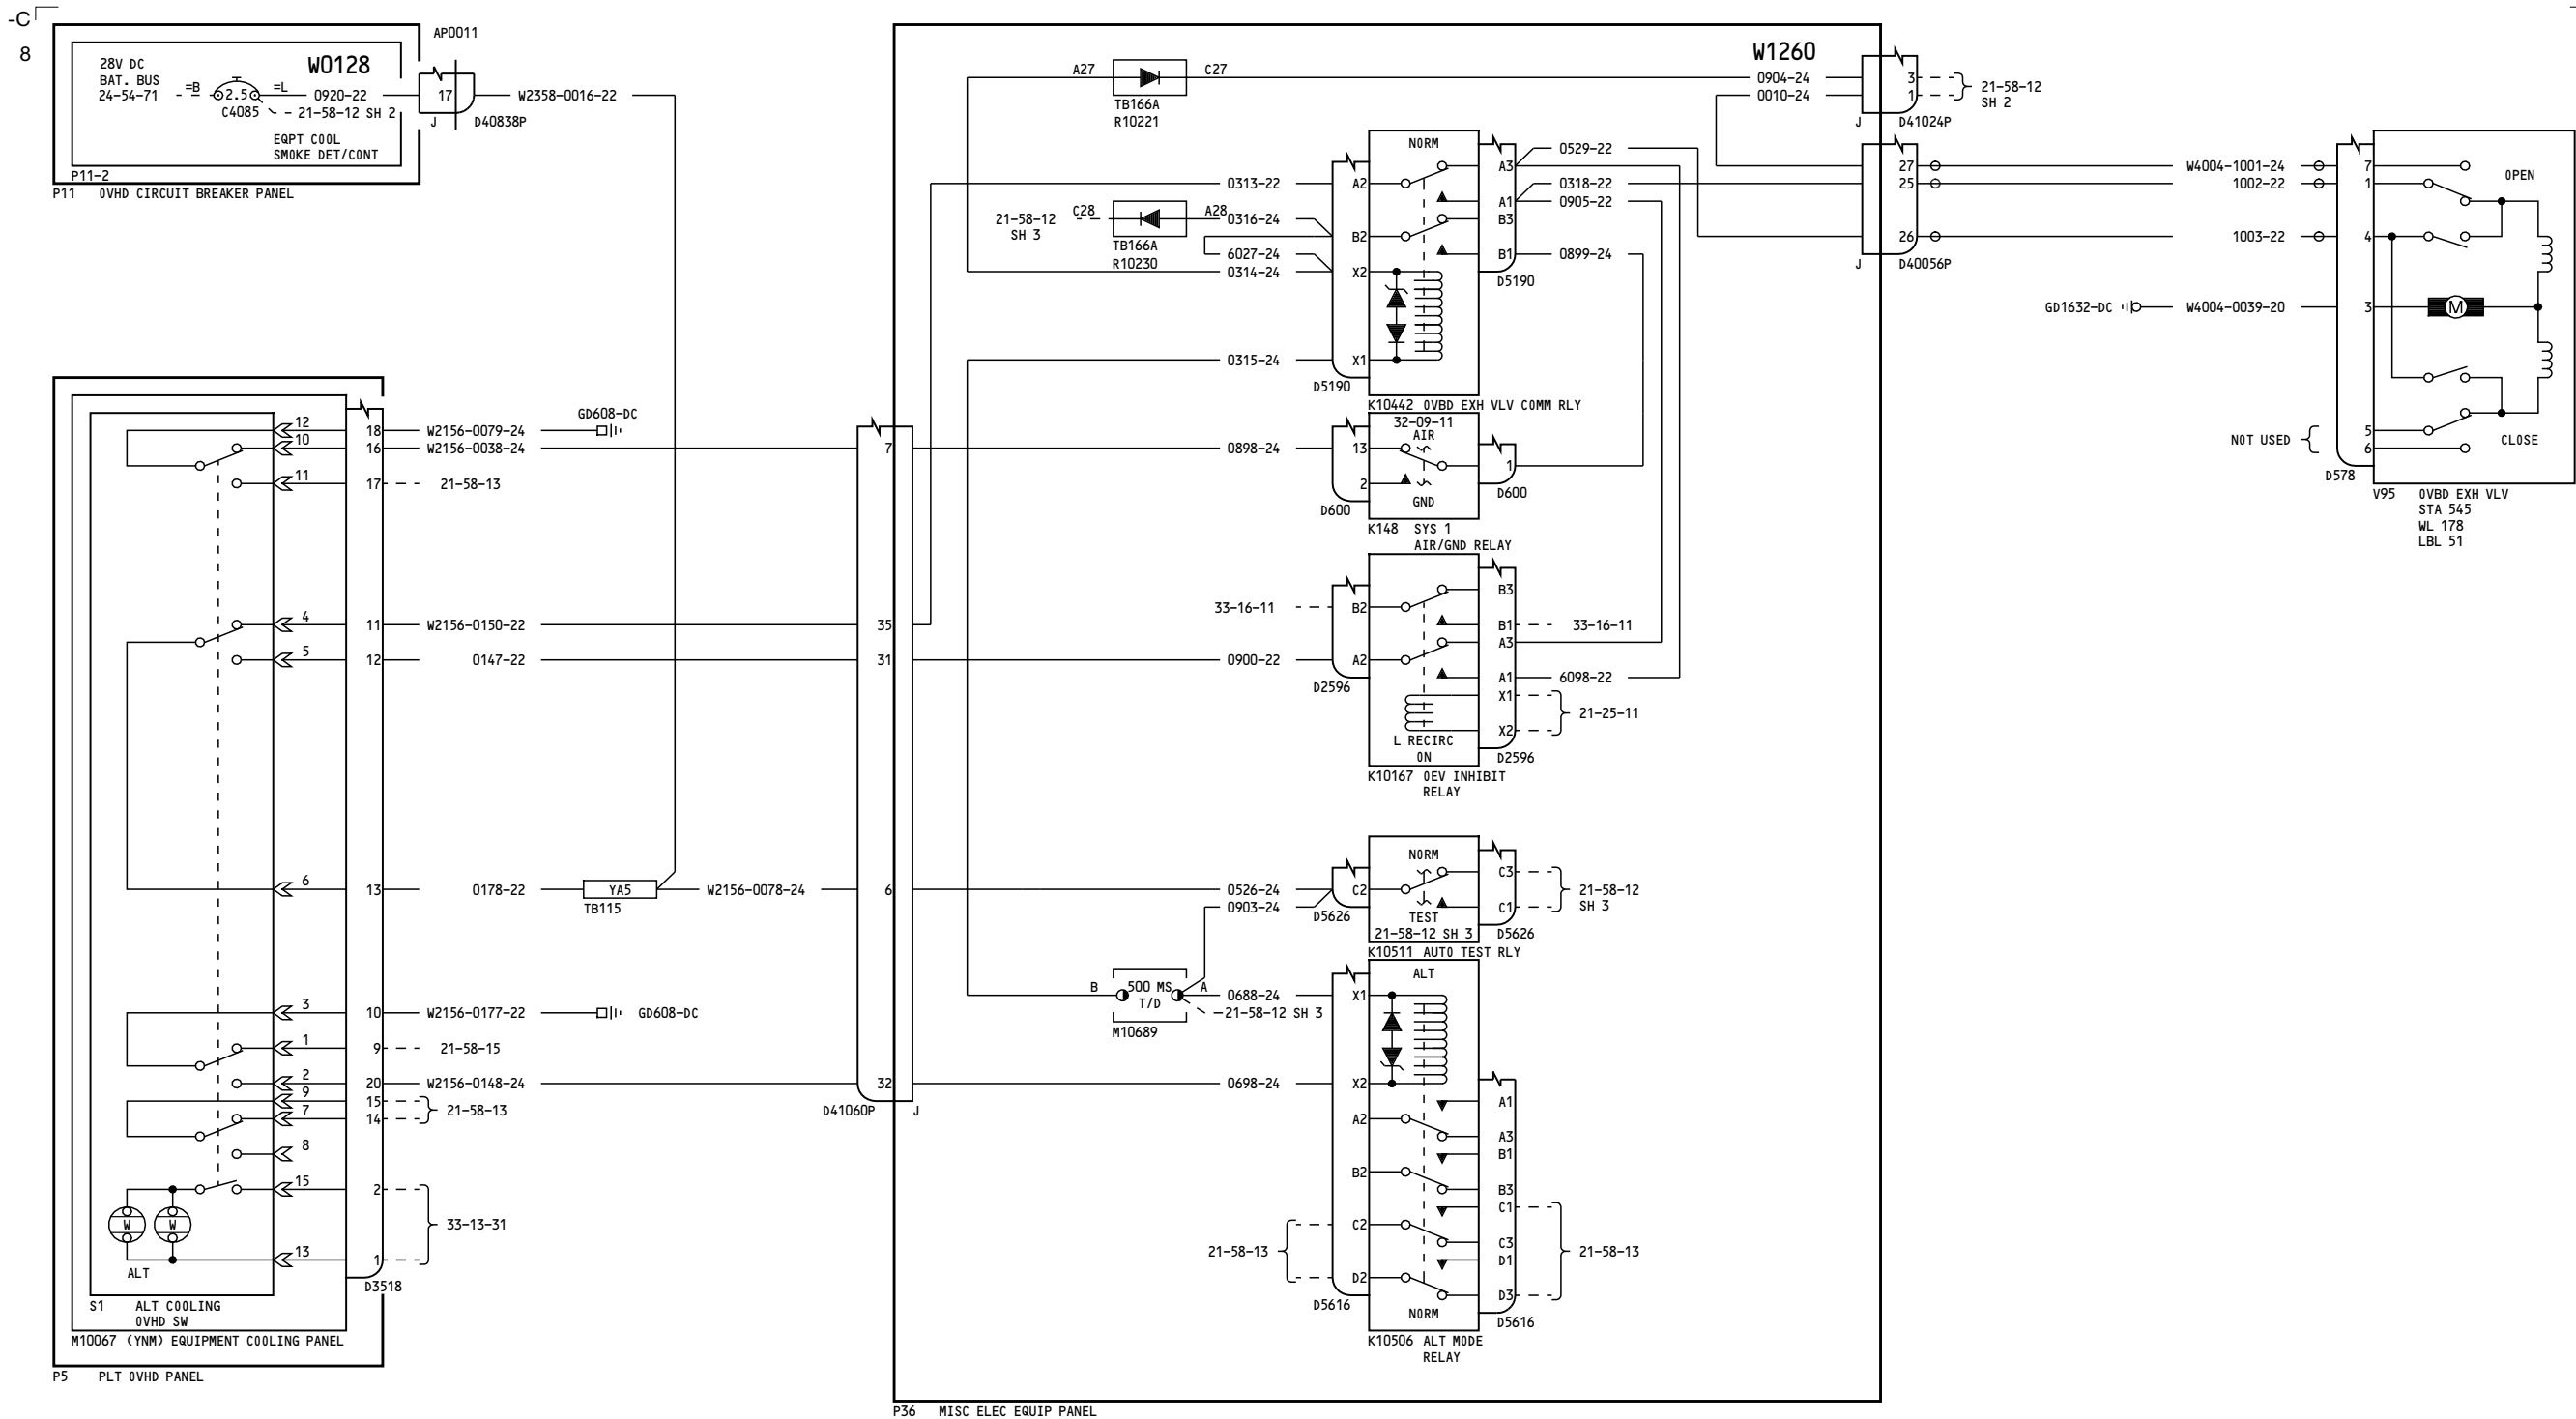 -C
8
28V DC
BAT. BUS
24-54-71
=B
2.5
=L
C4085
W0128
0920-22
21-58-12 SH 2
EQPT COOL
SMOKE DET/CONT
P11-2
P11 OVHD CIRCUIT BREAKER PANEL
AP0011
17
J
D40838P
W2358-0016-22
W1260
A27
C27
TB166A
R10221
0904-24
0010-24
3
1
J
D41024P
21-58-12
SH 2
0313-22
21-58-12
SH 3
C28
A28
TB166A
R10230
0316-24
6027-24
0314-24
0315-24
A2
B2
X2
X1
D5190
NORM
A3
A1
B3
B1
D5190
K10442 OVBD EXH VLV COMM RLY
0529-22
0318-22
0905-22
0899-24
27
25
26
J
D40056P
W4004-1001-24
1002-22
1003-22
GD1632-DC
W4004-0039-20
7
1
4
3
5
6
NOT USED
D578
OPEN
M
CLOSE
V95 OVBD EXH VLV
STA 545
WL 178
LBL 51
12
10
11
4
5
6
3
1
2
9
7
8
15
13
18
16
17
11
12
13
10
9
20
15
14
2
1
D3518
W
W
ALT
S1 ALT COOLING
OVHD SW
M10067 (YNM) EQUIPMENT COOLING PANEL
P5 PLT OVHD PANEL
W2156-0079-24
GD608-DC
W2156-0038-24
21-58-13
W2156-0150-22
0147-22
0178-22
YA5
TB115
W2156-0078-24
W2156-0177-22
GD608-DC
21-58-15
W2156-0148-24
21-58-13
33-13-31
7
35
31
6
32
D41060P
J
0898-24
13
2
D600
32-09-11
AIR
GND
1
D600
K148 SYS 1
AIR/GND RELAY
33-16-11
0900-22
B2
A2
D2596
B3
B1
A3
A1
X1
X2
33-16-11
6098-22
21-25-11
L RECIRC
ON
D2596
K10167 OEV INHIBIT
RELAY
0526-24
0903-24
C2
D5626
NORM
TEST
21-58-12 SH 3
C3
C1
D5626
21-58-12
SH 3
K10511 AUTO TEST RLY
B
500 MS
T/D
A
M10689
0688-24
21-58-12 SH 3
0698-24
X1
X2
A2
B2
C2
D2
D5616
21-58-13
ALT
NORM
A1
A3
B1
B3
C1
C3
D1
D3
D5616
21-58-13
K10506 ALT MODE
RELAY
P36 MISC ELEC EQUIP PANEL